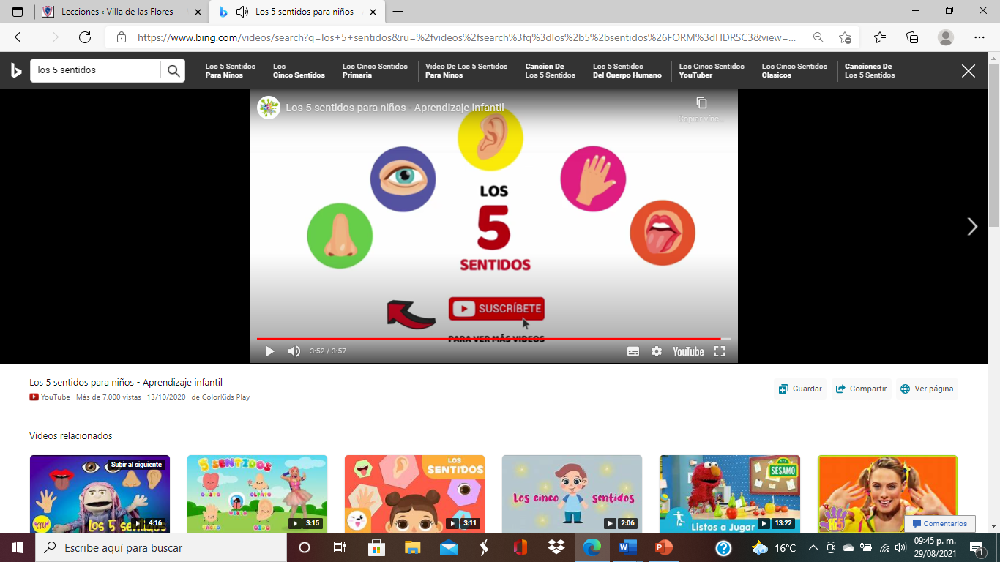 Lecciones ‹ Villa de las Flores —
Los 5 sentidos para niños -
https://www.bing.com/videos/search?q=los+5+sentidos&ru=%2fvideos%2fsearch%3fq%3dlos%2b5%2bsentidos%26FORM%3dHDRSC3&view=...
los 5 sentidos
Los 5 Sentidos Para Ninos
Los Cinco Sentidos
Los Cinco Sentidos Primaria
Video De Los 5 Sentidos Para Ninos
Cancion De Los 5 Sentidos
Los 5 Sentidos Del Cuerpo Humano
Los Cinco Sentidos YouTuber
Los Cinco Sentidos Clasicos
Canciones De Los 5 Sentidos
Los 5 sentidos para niños - Aprendizaje infantil
Copiar vínc...
LOS
5
SENTIDOS
SUSCRÍBETE
PARA VER MÁS VIDEOS
3:52 / 3:57
YouTube
Los 5 sentidos para niños - Aprendizaje infantil
YouTube · Más de 7,000 vistas · 13/10/2020 · de ColorKids Play
Guardar
Compartir
Ver página
Vídeos relacionados
Subir al siguiente
Los 5 sentidos
4:16
5 SENTIDOS
GUSTO
OLFATO
VISTA
TACTO
OIDO
3:15
LOS
SENTIDOS
3:11
Los cinco sentidos
2:06
SÉSAMO
Listos a Jugar
13:22
Hi5
Comentarios
Escribe aquí para buscar
16°C
09:45 p. m.
29/08/2021
1